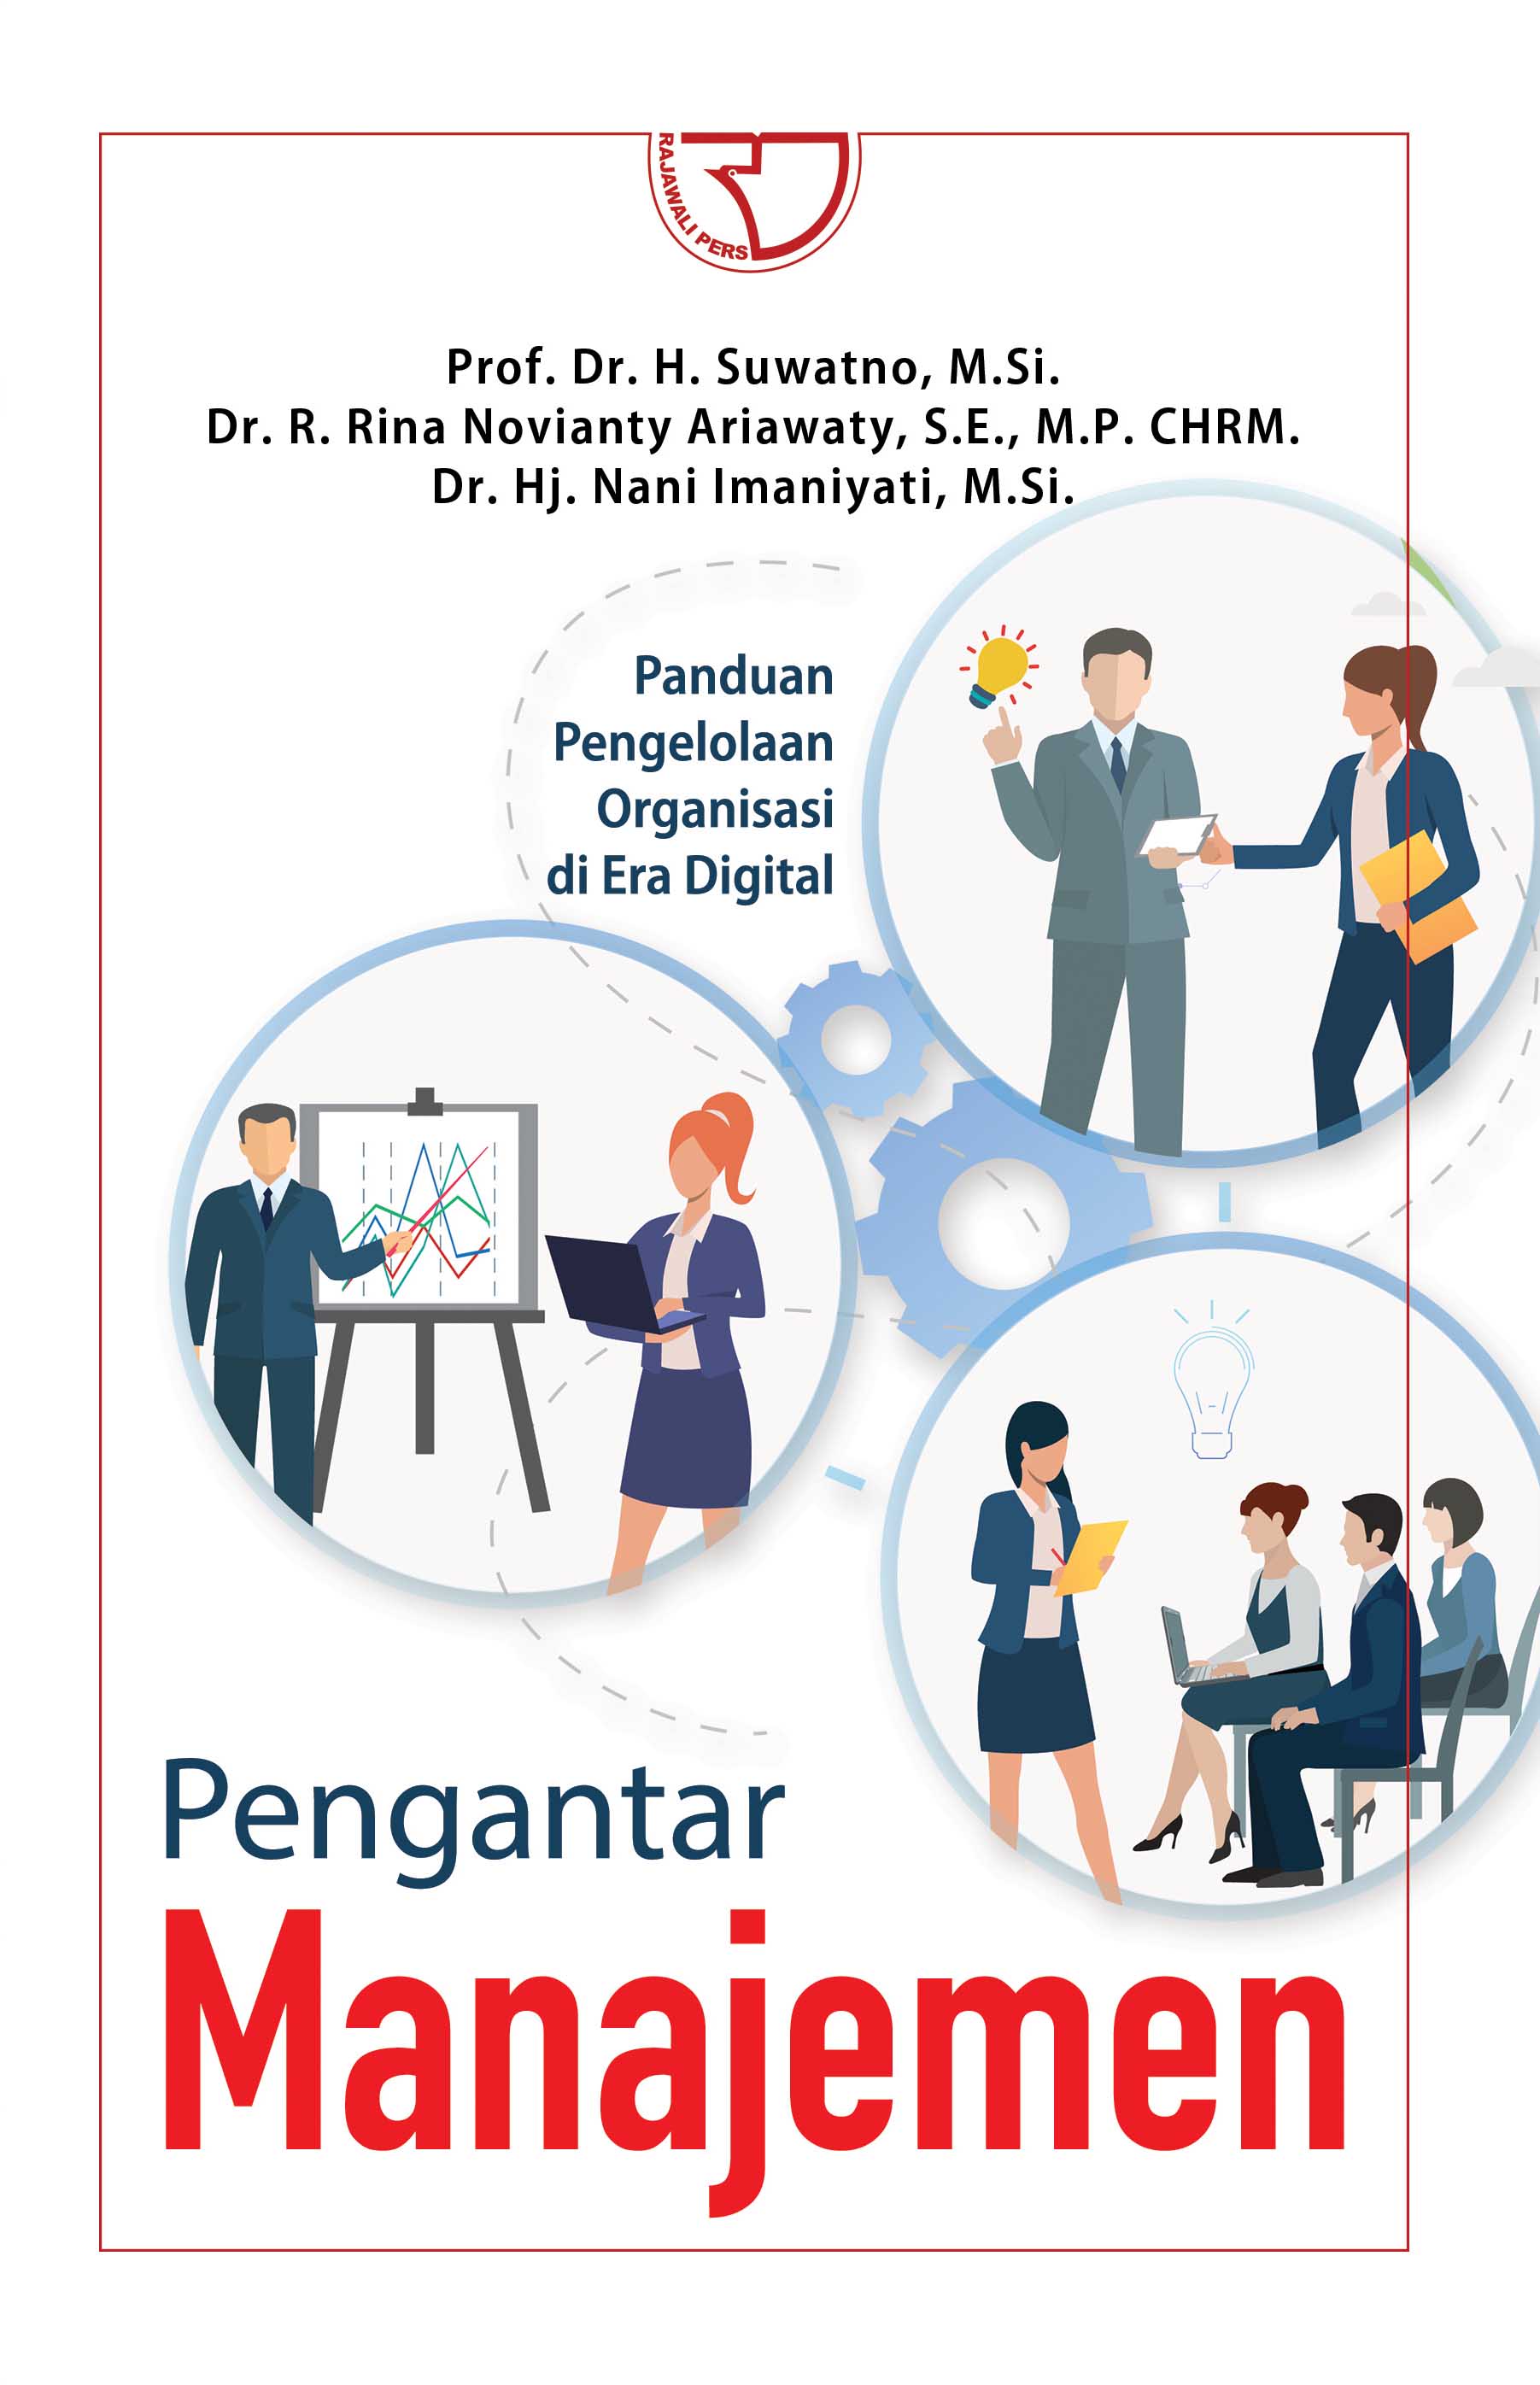 RAJAWALI PERS
Prof. Dr. H. Suwatno, M.Si.
Dr. R. Rina Novianty Ariawaty, S.E., M.P. CHRM.
Dr. Hj. Nani Imaniyati, M.Si.
Panduan
Pengelolaan
Organisasi
di Era Digital
Pengantar
Manajemen